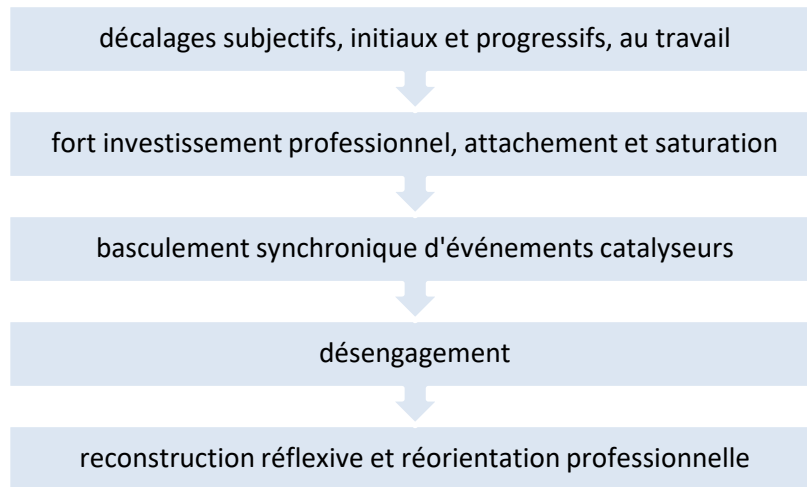 décalages subjectifs, initiaux et progressifs, au travail
fort investissement professionnel, attachement et saturation
basculement synchronique d'événements catalyseurs
désengagement
reconstruction réflexive et réorientation professionnelle